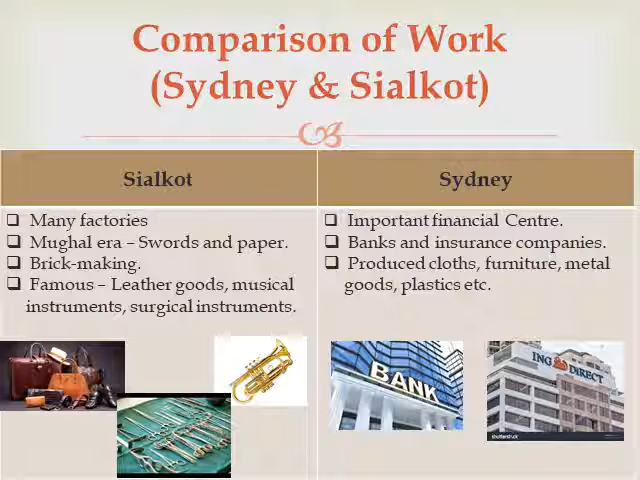 Comparison of Work
(Sydney & Sialkot)
Sialkot
Sydney
❑ Many factories
❑ Mughal era – Swords and paper.
❑ Brick-making.
❑ Famous – Leather goods, musical
instruments, surgical instruments.
❑ Important financial Centre.
❑ Banks and insurance companies.
❑ Produced cloths, furniture, metal
goods, plastics etc.
BANK
ING DIRECT
shutterstock